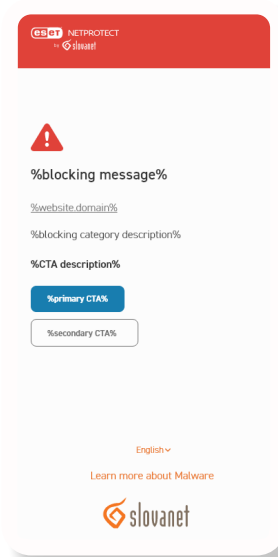 eset NETPROTECT
by slovanet
%blocking message%
%website.domain%
%blocking category description%
%CTA description%
%primary CTA%
%secondary CTA%
English
Learn more about Malware
slovanet